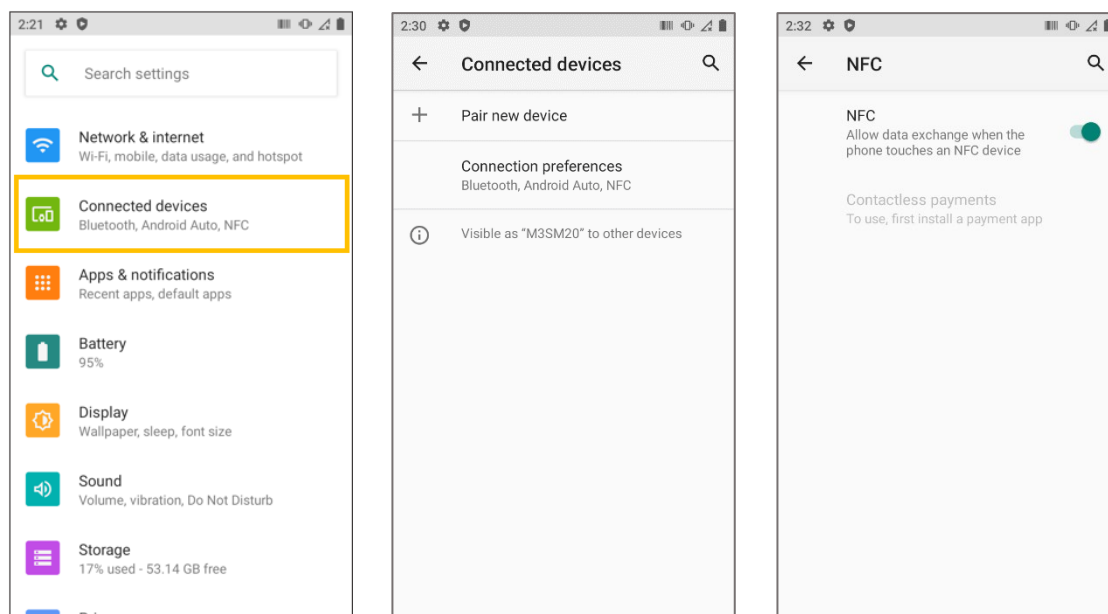 2:21
Search settings
Network & internet
Wi-Fi, mobile, data usage, and hotspot
Connected devices
Bluetooth, Android Auto, NFC
Apps & notifications
Recent apps, default apps
Battery
95%
Display
Wallpaper, sleep, font size
Sound
Volume, vibration, Do Not Disturb
Storage
17% used - 53.14 GB free
2:30
Connected devices
Pair new device
Connection preferences
Bluetooth, Android Auto, NFC
Visible as "M3SM20" to other devices
2:32
NFC
NFC
Allow data exchange when the
phone touches an NFC device
Contactless payments
To use, first install a payment app